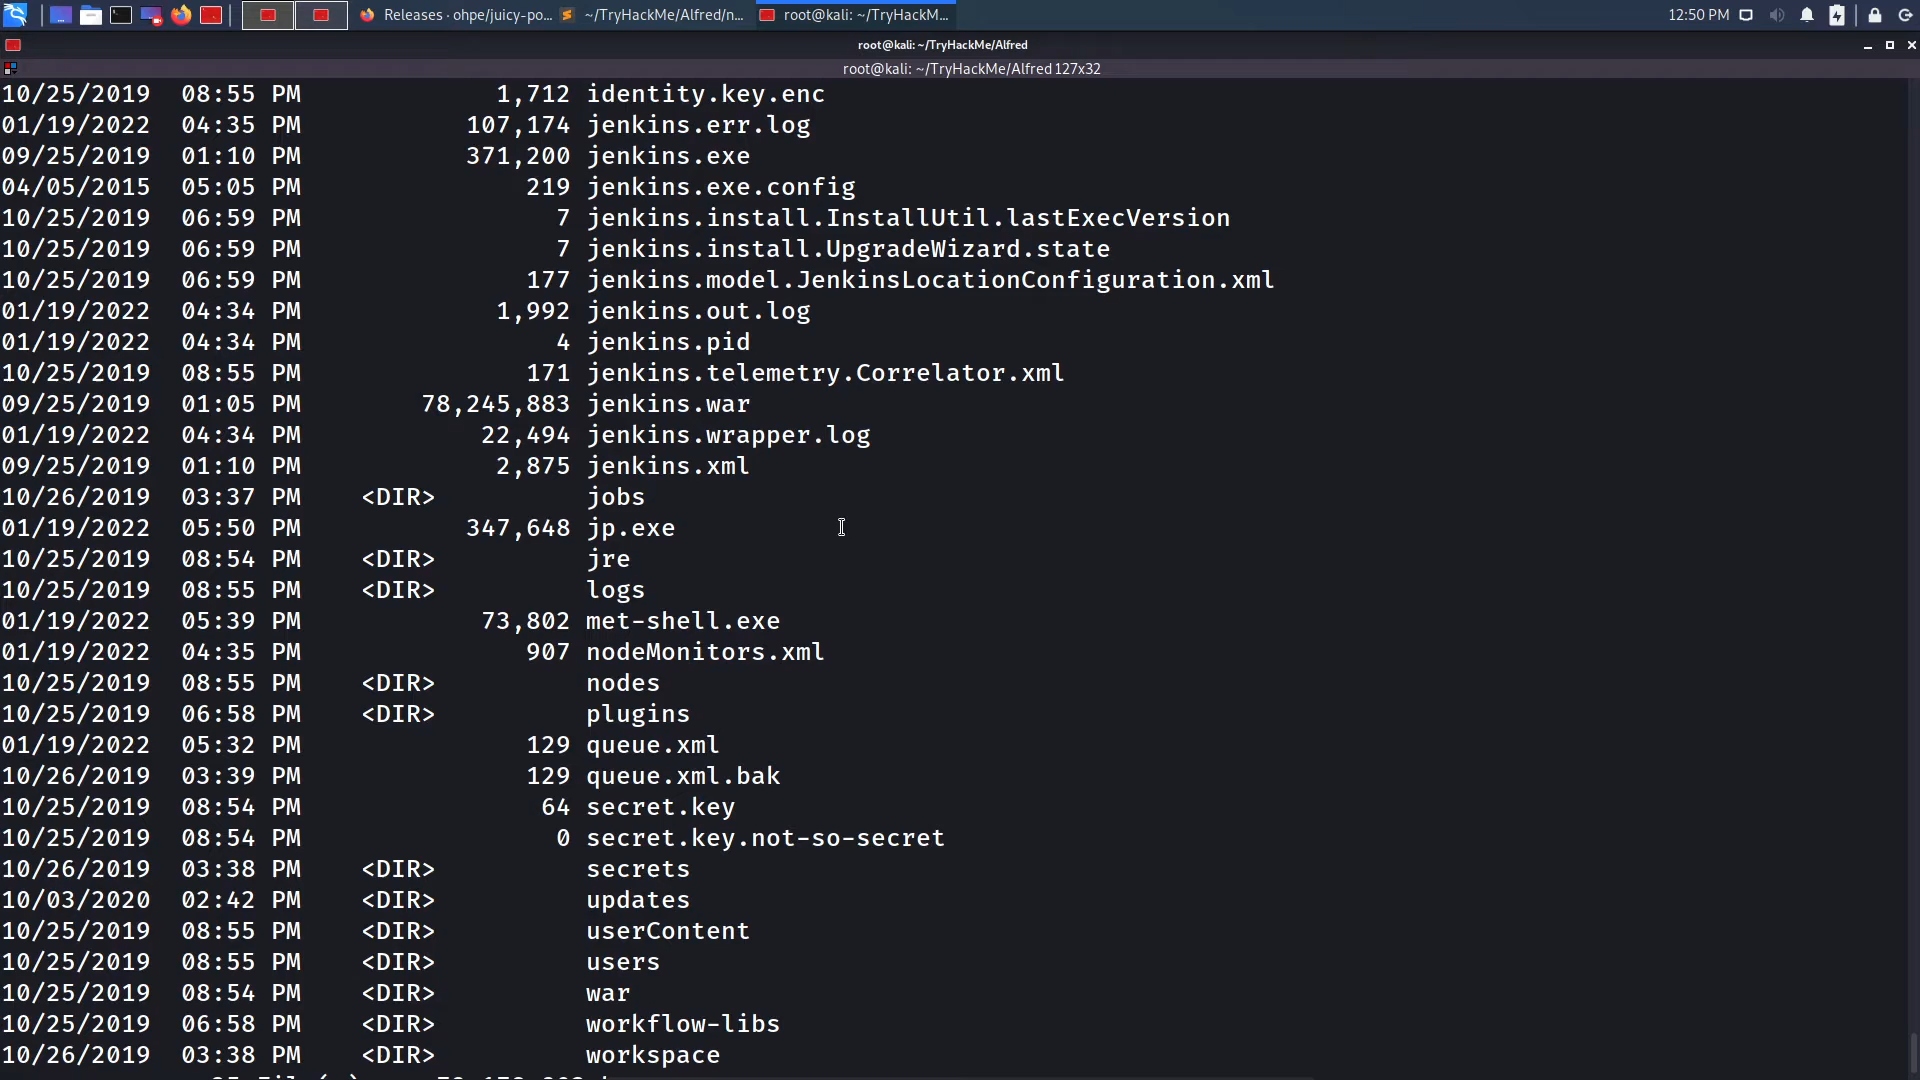 Releases · ohpe/juicy-po...
~/TryHackMe/Alfred/n...
root@kali: ~/TryHackM...
12:50 PM
root@kali: ~/TryHackMe/Alfred
root@kali: ~/TryHackMe/Alfred 127x32
10/25/2019 08:55 PM 1,712 identity.key.enc
01/19/2022 04:35 PM 107,174 jenkins.err.log
09/25/2019 01:10 PM 371,200 jenkins.exe
04/05/2015 05:05 PM 219 jenkins.exe.config
10/25/2019 06:59 PM 7 jenkins.install.InstallUtil.lastExecVersion
10/25/2019 06:59 PM 7 jenkins.install.UpgradeWizard.state
10/25/2019 06:59 PM 177 jenkins.model.JenkinsLocationConfiguration.xml
01/19/2022 04:34 PM 1,992 jenkins.out.log
01/19/2022 04:34 PM 4 jenkins.pid
10/25/2019 08:55 PM 171 jenkins.telemetry.Correlator.xml
09/25/2019 01:05 PM 78,245,883 jenkins.war
01/19/2022 04:34 PM 22,494 jenkins.wrapper.log
09/25/2019 01:10 PM 2,875 jenkins.xml
10/26/2019 03:37 PM <DIR> jobs
01/19/2022 05:50 PM 347,648 jp.exe
10/25/2019 08:54 PM <DIR> jre
10/25/2019 08:55 PM <DIR> logs
01/19/2022 05:39 PM 73,802 met-shell.exe
01/19/2022 04:35 PM 907 nodeMonitors.xml
10/25/2019 08:55 PM <DIR> nodes
10/25/2019 06:58 PM <DIR> plugins
01/19/2022 05:32 PM 129 queue.xml
10/26/2019 03:39 PM 129 queue.xml.bak
10/25/2019 08:54 PM 64 secret.key
10/25/2019 08:54 PM 0 secret.key.not-so-secret
10/26/2019 03:38 PM <DIR> secrets
10/03/2020 02:42 PM <DIR> updates
10/25/2019 08:55 PM <DIR> userContent
10/25/2019 08:55 PM <DIR> users
10/25/2019 08:54 PM <DIR> war
10/25/2019 06:58 PM <DIR> workflow-libs
10/26/2019 03:38 PM <DIR> workspace